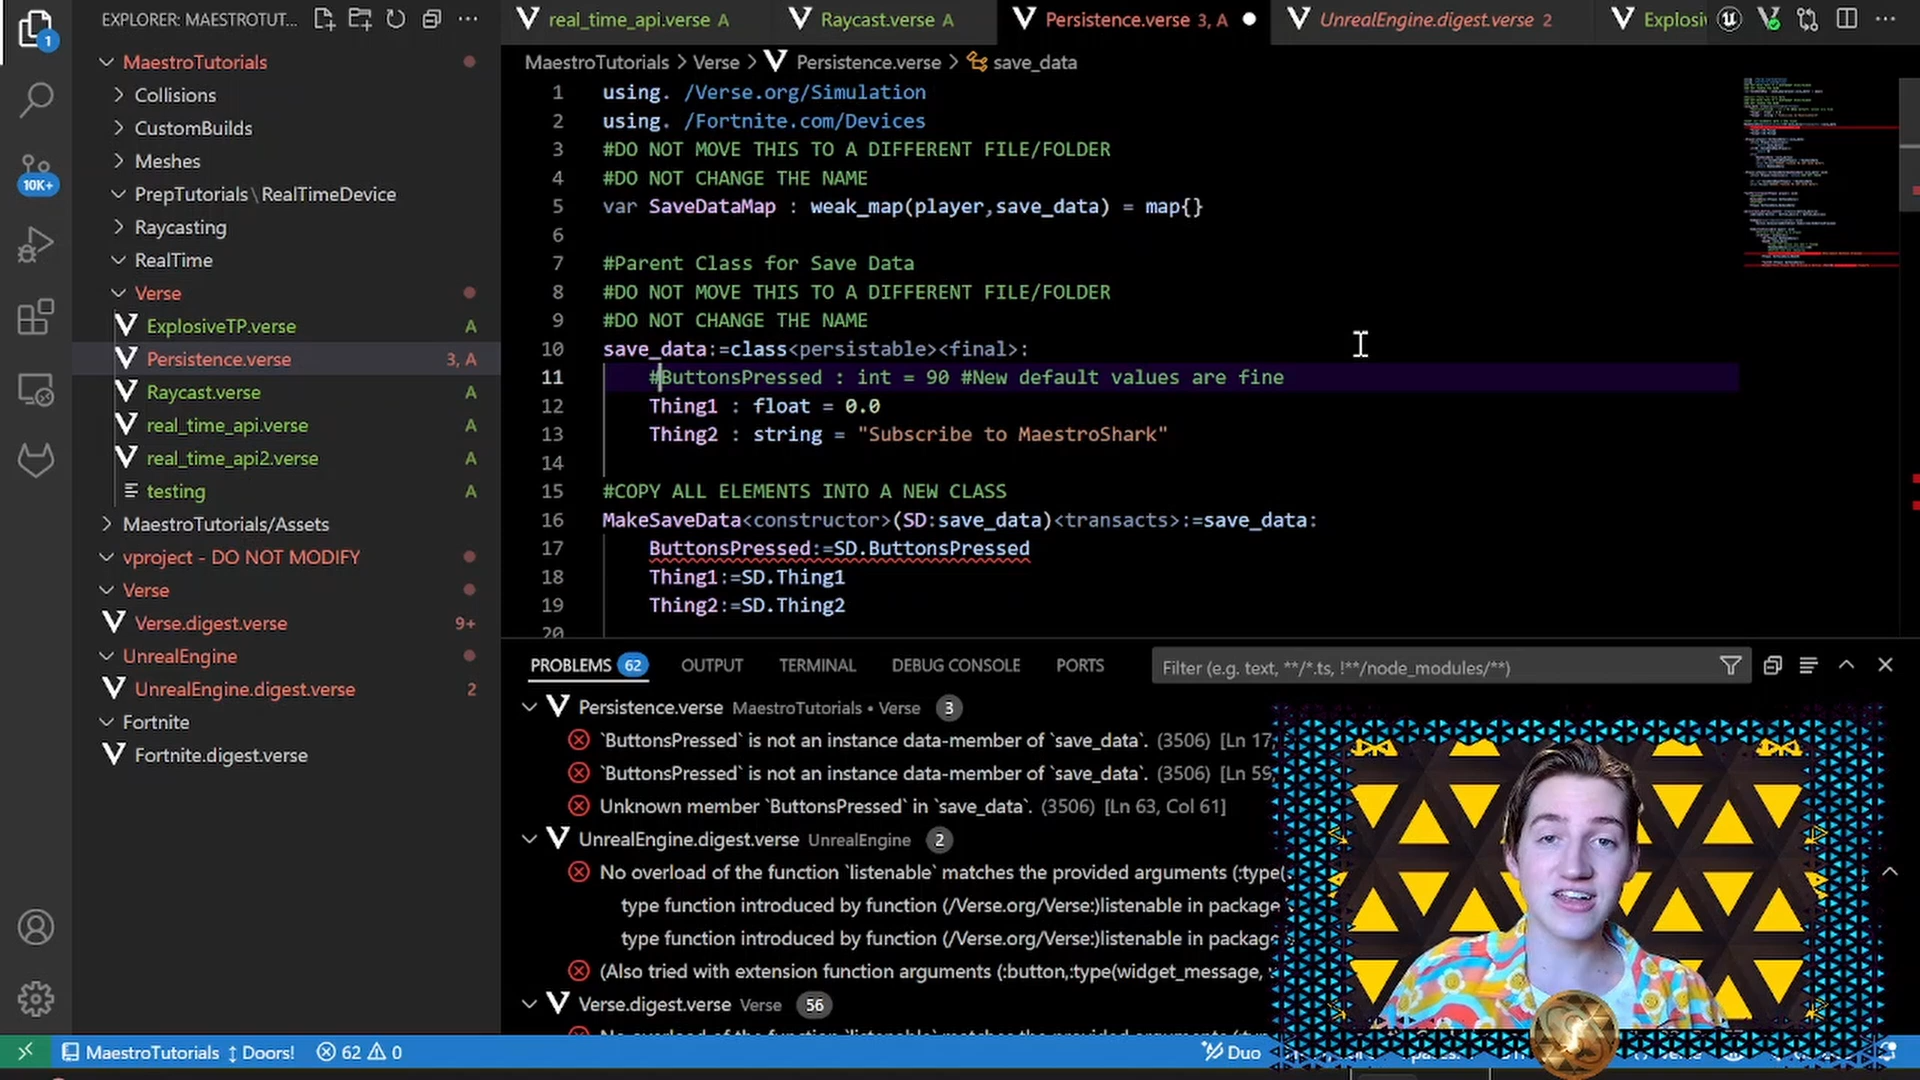 EXPLORER: MAESTROTUT...
real_time_api.verse A
Raycast.verse A
Persistence.verse 3, A
UnrealEngine.digest.verse 2
Explosi
1
MaestroTutorials
Collisions
CustomBuilds
Meshes
PrepTutorials\RealTimeDevice
Raycasting
RealTime
Verse
ExplosiveTP.verse A
Persistence.verse 3, A
Raycast.verse A
real_time_api.verse A
real_time_api2.verse A
testing A
MaestroTutorials/Assets
vproject - DO NOT MODIFY
Verse
Verse.digest.verse 9+
UnrealEngine
UnrealEngine.digest.verse 2
Fortnite
Fortnite.digest.verse
10K+
MaestroTutorials > Verse > Persistence.verse > save_data
1 using. /Verse.org/Simulation
2 using. /Fortnite.com/Devices
3 #DO NOT MOVE THIS TO A DIFFERENT FILE/FOLDER
4 #DO NOT CHANGE THE NAME
5 var SaveDataMap : weak_map(player,save_data) = map{}
6
7 #Parent Class for Save Data
8 #DO NOT MOVE THIS TO A DIFFERENT FILE/FOLDER
9 #DO NOT CHANGE THE NAME
10 save_data:=class<persistable><final>:
11 #ButtonsPressed : int = 90 #New default values are fine
12 Thing1 : float = 0.0
13 Thing2 : string = "Subscribe to MaestroShark"
14
15 #COPY ALL ELEMENTS INTO A NEW CLASS
16 MakeSaveData<constructor>(SD:save_data)<transacts>:=save_data:
17 ButtonsPressed:=SD.ButtonsPressed
18 Thing1:=SD.Thing1
19 Thing2:=SD.Thing2
20
PROBLEMS 62 OUTPUT TERMINAL DEBUG CONSOLE PORTS Filter (e.g. text, **/*.ts, !**/node_modules/**)
Persistence.verse MaestroTutorials • Verse 3
`ButtonsPressed` is not an instance data-member of `save_data`. (3506) [Ln 17,
`ButtonsPressed` is not an instance data-member of `save_data`. (3506) [Ln 59,
Unknown member `ButtonsPressed` in `save_data`. (3506) [Ln 63, Col 61]
UnrealEngine.digest.verse UnrealEngine 2
No overload of the function `listenable` matches the provided arguments (:type(
type function introduced by function (/Verse.org/Verse:)listenable in package
type function introduced by function (/Verse.org/Verse:)listenable in package
(Also tried with extension function arguments (:button,:type(widget_message,
Verse.digest.verse Verse 56
MaestroTutorials Doors! 62 0
Duo